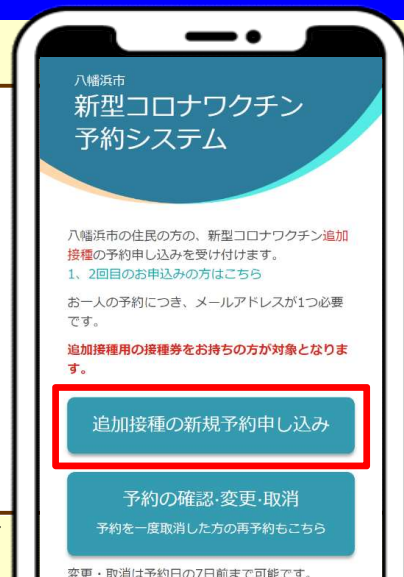 八幡浜市
新型コロナワクチン
予約システム
八幡浜市の住民の方の、新型コロナワクチン追加
接種の予約申し込みを受け付けます。
1、2回目のお申込みの方はこちら
お一人の予約につき、メールアドレスが1つ必要
です。
追加接種用の接種券をお持ちの方が対象となりま
す。
追加接種の新規予約申し込み
予約の確認･変更･取消
予約を一度取消した方の再予約もこちら
変更・取消は予約日の7日前まで可能です。